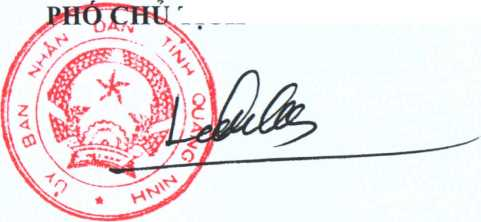 PHÓ CHỦ
ỦY BAN NHÂN DÂN TỈNH QUẢNG NINH